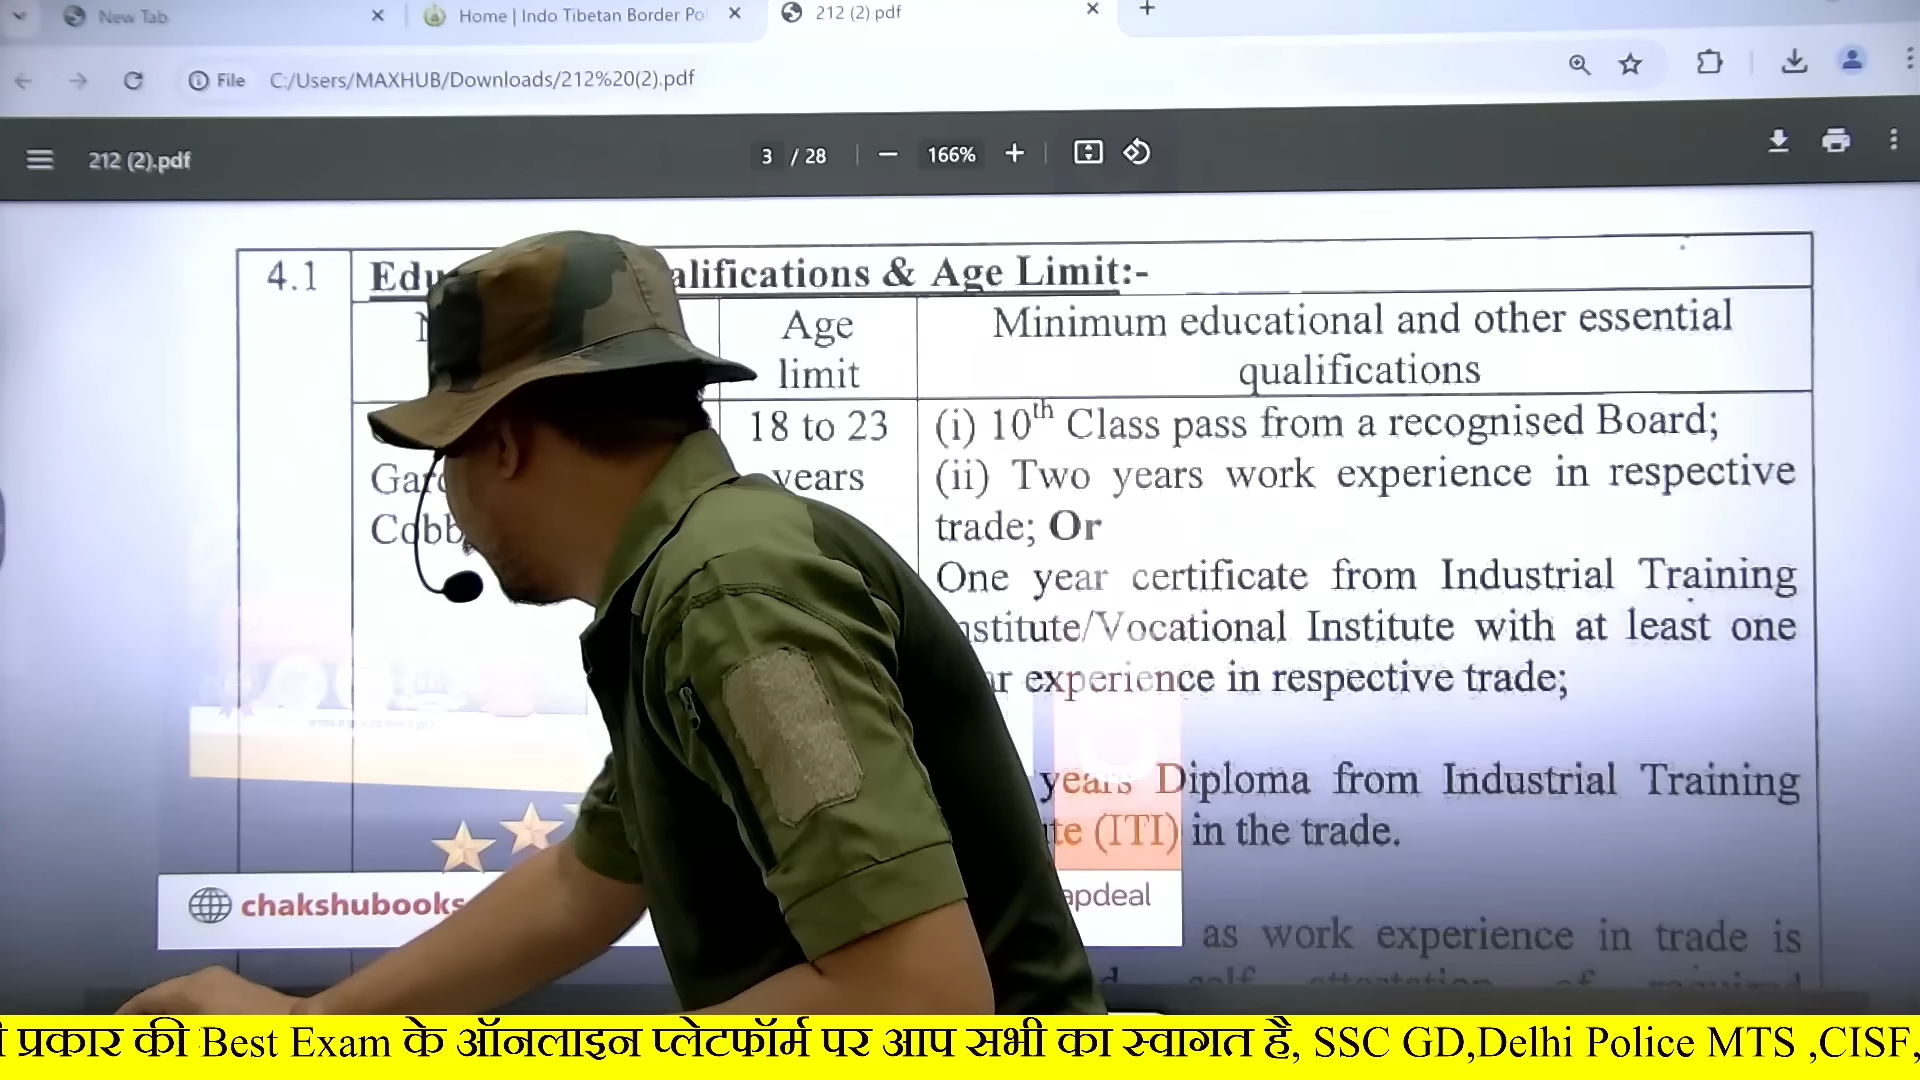 New Tab
Home | Indo Tibetan Border Po
212 (2).pdf
File C:/Users/MAXHUB/Downloads/212%20(2).pdf
212 (2).pdf
3 / 28
166%
4.1
alifications & Age Limit:-
Age limit
Minimum educational and other essential
qualifications
18 to 23
years
(i) 10th Class pass from a recognised Board;
(ii) Two years work experience in respective
trade; Or
One year certificate from Industrial Training
nstitute/Vocational Institute with at least one
r experience in respective trade;
years Diploma from Industrial Training
te (ITI) in the trade.
as work experience in trade is
chakshubooks
apdeal
प्रकार की Best Exam के ऑनलाइन प्लेटफॉर्म पर आप सभी का स्वागत है, SSC GD,Delhi Police MTS ,CISF,